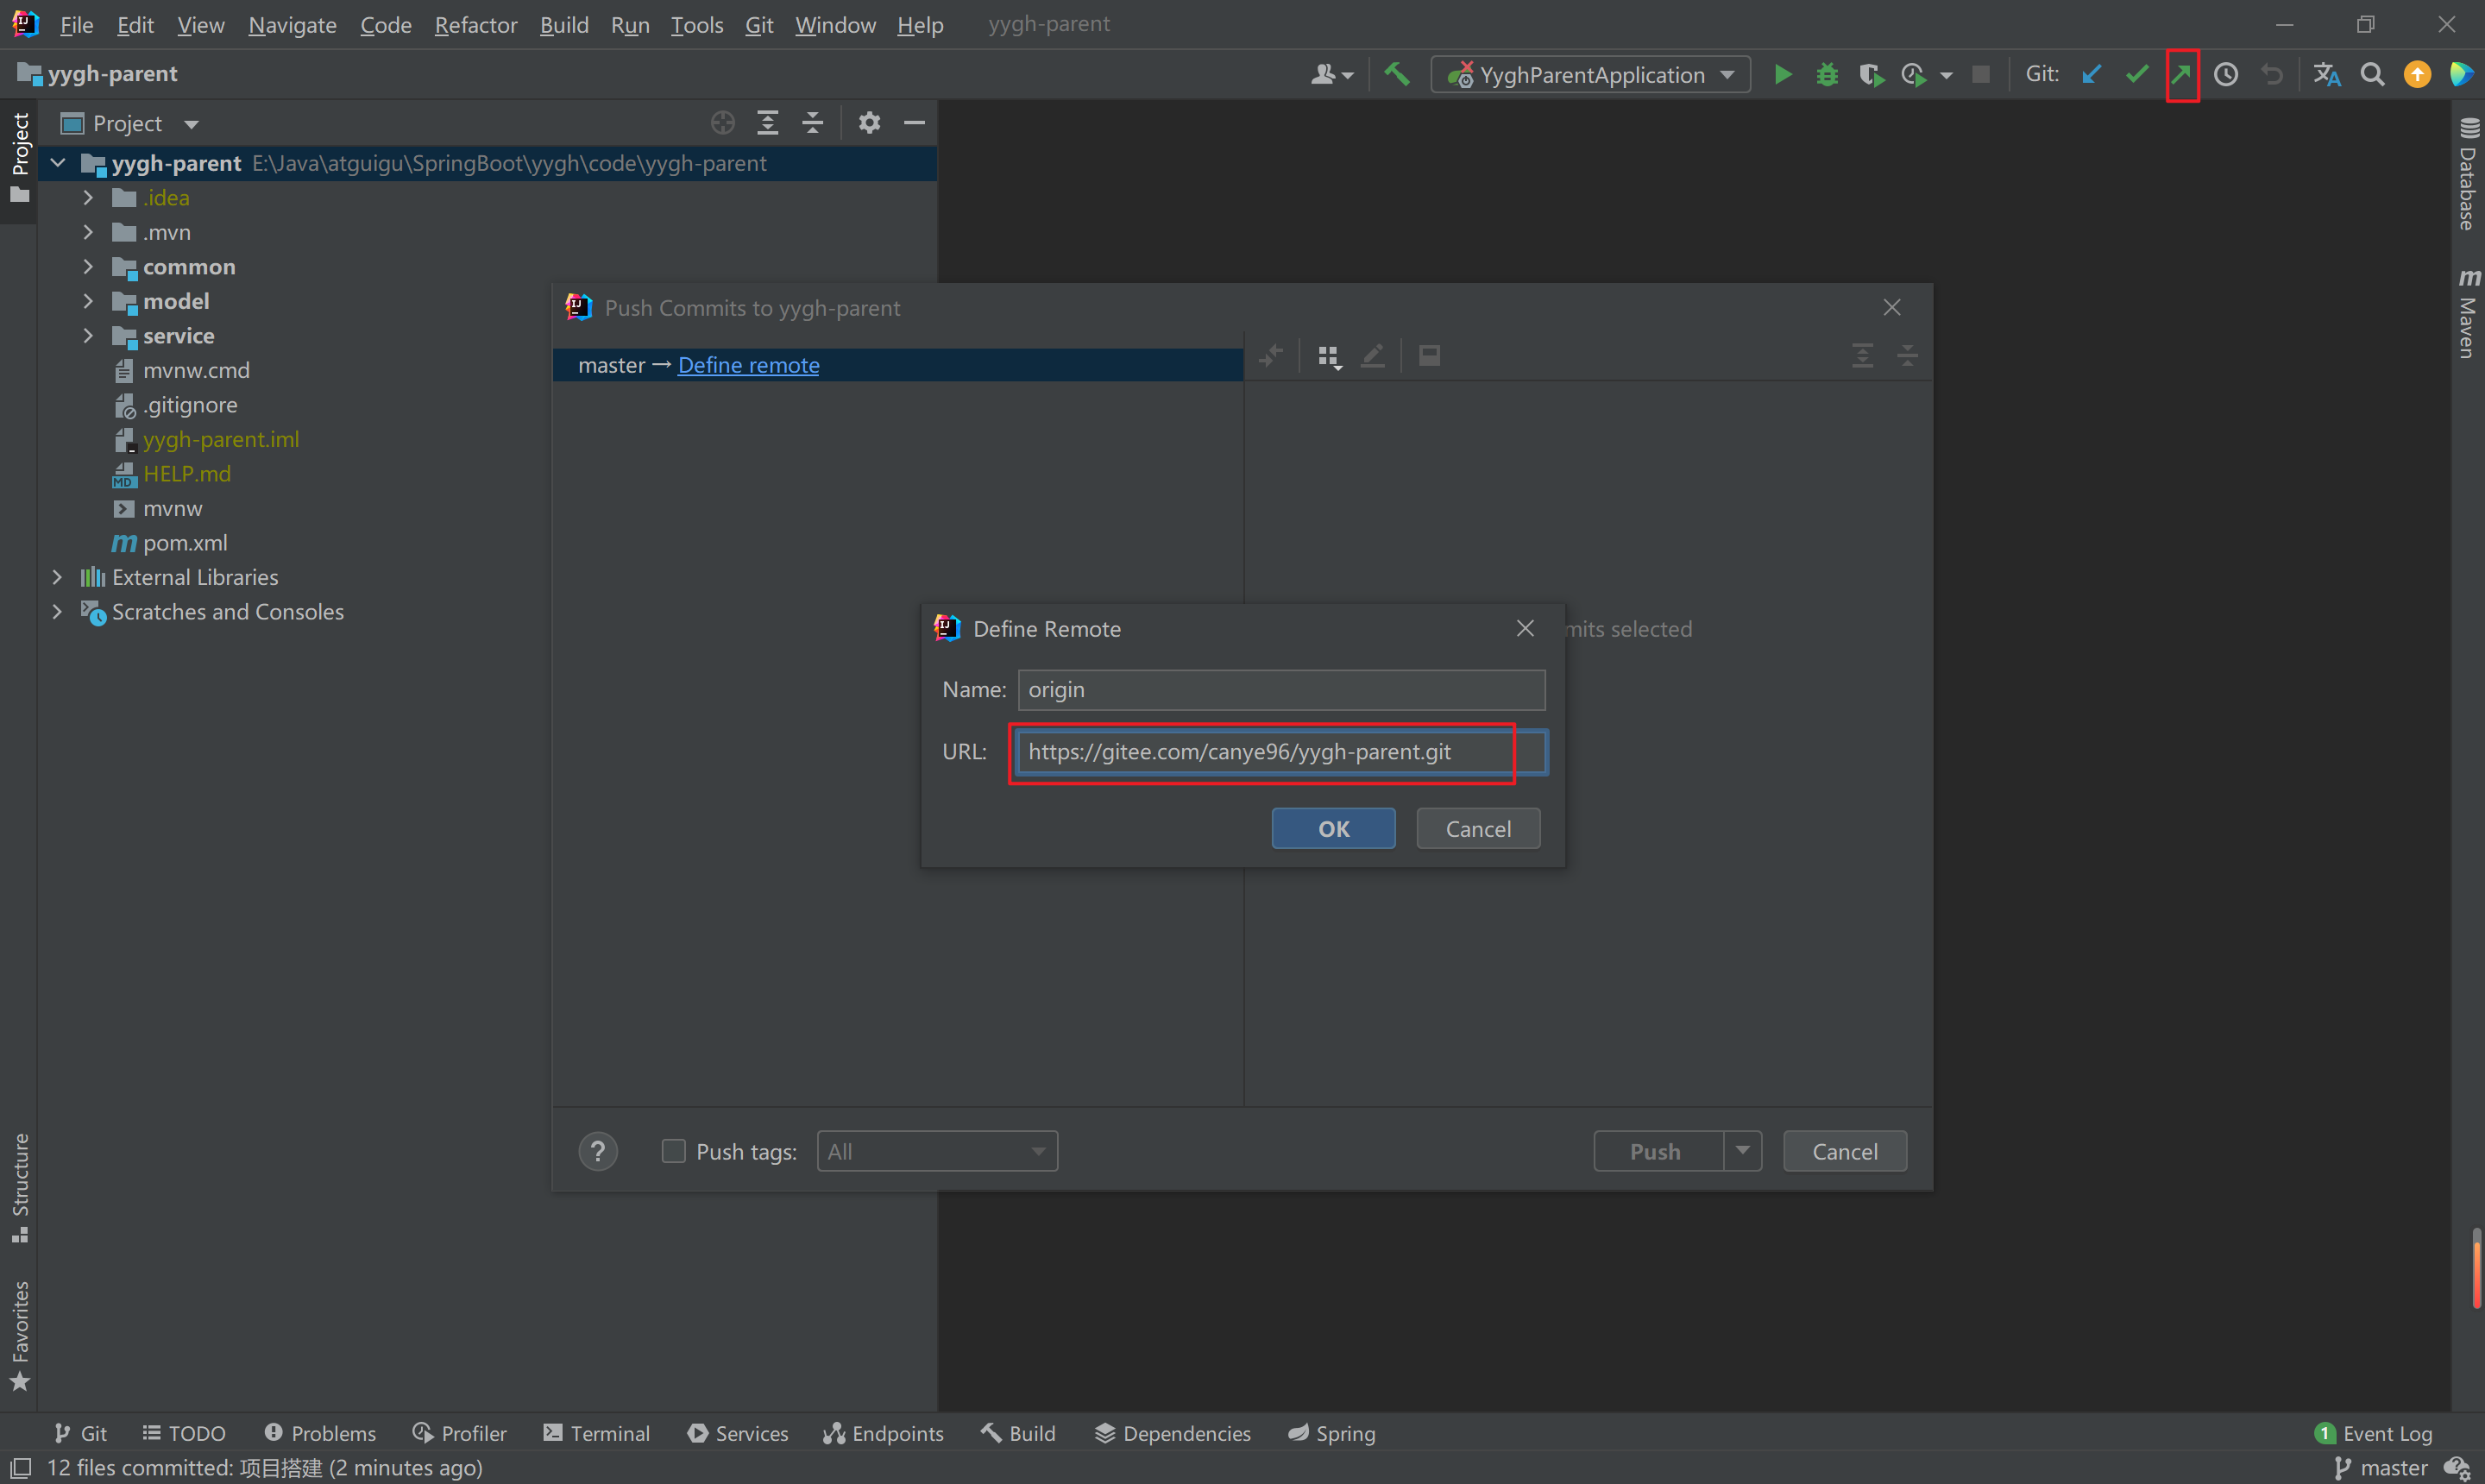 File Edit View Navigate Code Refactor Build Run Tools Git Window Help yygh-parent
yygh-parent
YyghParentApplication
Git:
Project
Project
yygh-parent E:\Java\atguigu\SpringBoot\yygh\code\yygh-parent
.idea
.mvn
common
model
service
mvnw.cmd
.gitignore
yygh-parent.iml
HELP.md
mvnw
pom.xml
External Libraries
Scratches and Consoles
Database
Maven
Push Commits to yygh-parent
master → Define remote
mits selected
Define Remote
Name: origin
URL: https://gitee.com/canye96/yygh-parent.git
OK Cancel
? Push tags: All
Push Cancel
Structure
Favorites
Git TODO Problems Profiler Terminal Services Endpoints Build Dependencies Spring
1 Event Log
12 files committed: 项目搭建 (2 minutes ago)
master